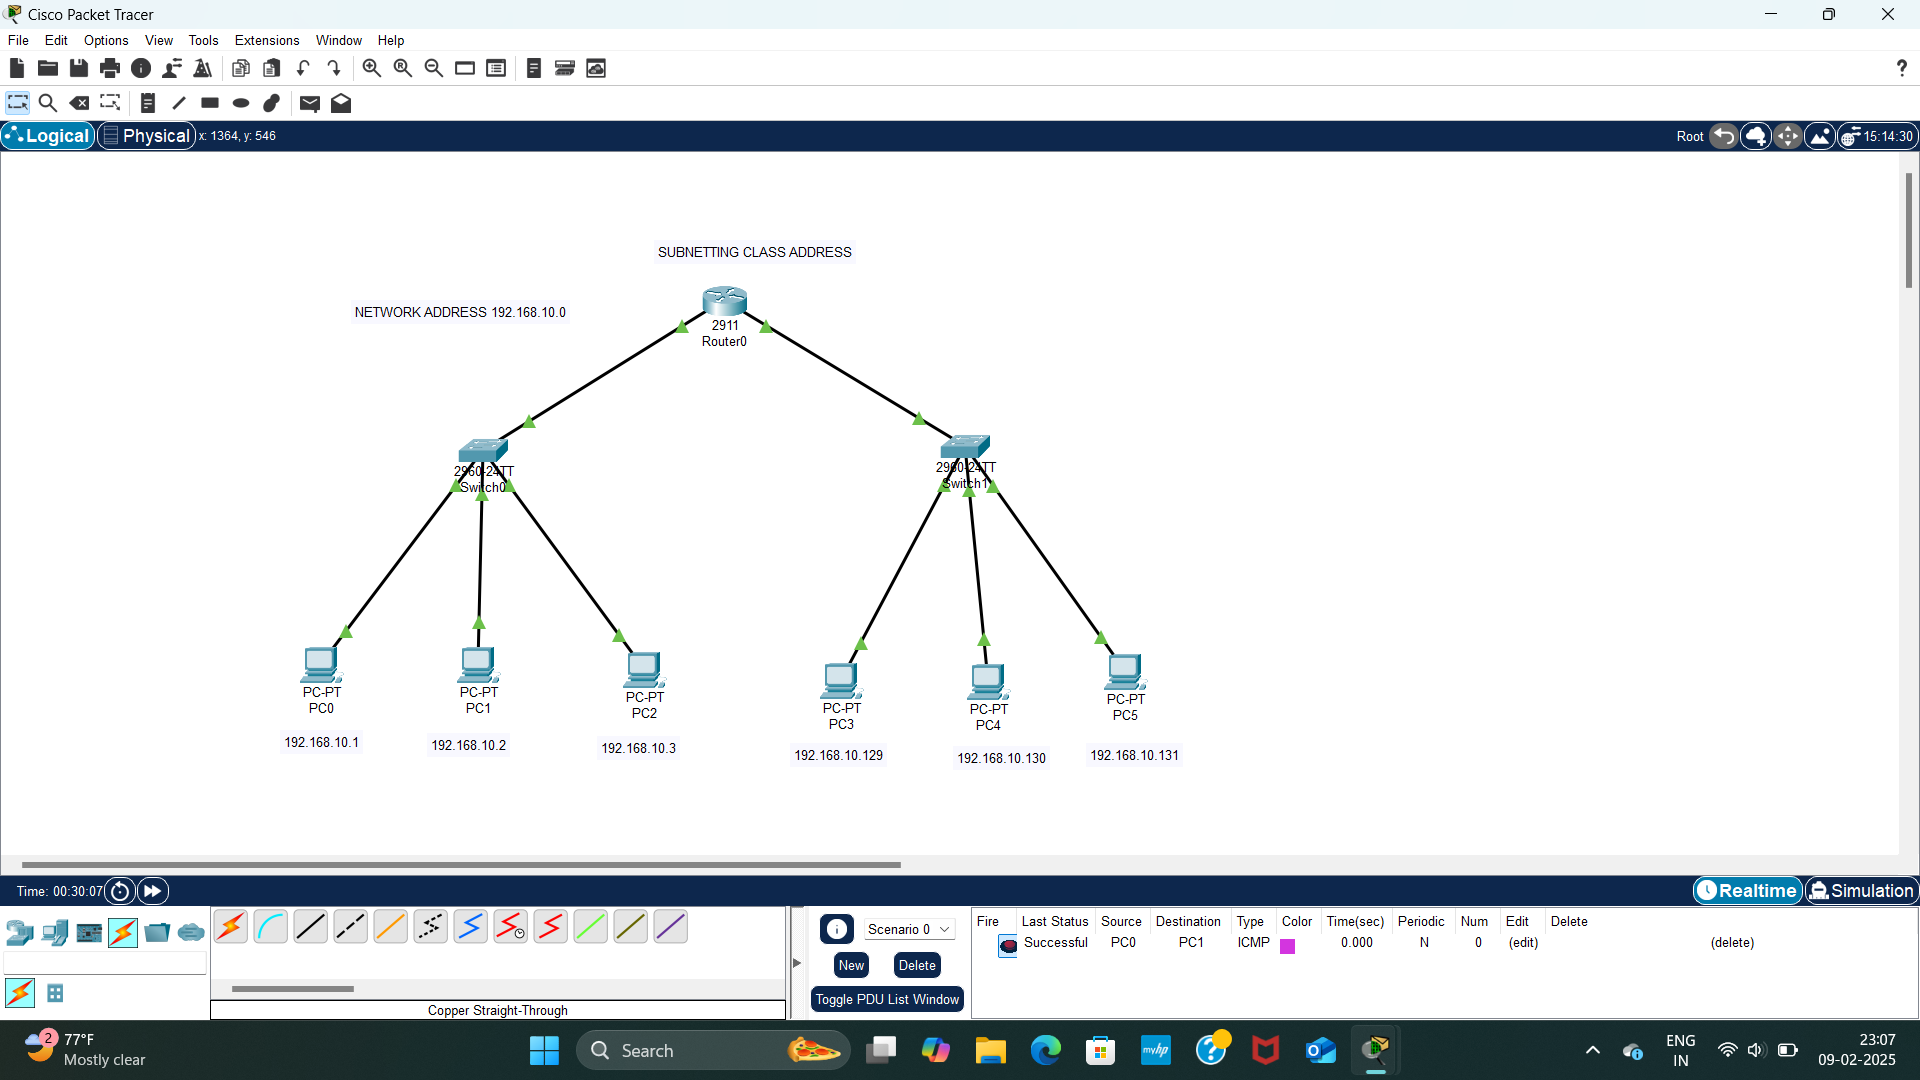 Cisco Packet Tracer
File Edit Options View Tools Extensions Window Help
?
Logical Physical x: 1364, y: 546 Root 15:14:30
SUBNETTING CLASS ADDRESS
NETWORK ADDRESS 192.168.10.0
2911
Router0
2960-24TT
Switch0
2960-24TT
Switch1
PC-PT
PC0
PC-PT
PC1
PC-PT
PC2
PC-PT
PC3
PC-PT
PC4
PC-PT
PC5
192.168.10.1
192.168.10.2
192.168.10.3
192.168.10.129
192.168.10.130
192.168.10.131
Time: 00:30:07 Realtime Simulation
Scenario 0
New Delete
Toggle PDU List Window
Fire Last Status Source Destination Type Color Time(sec) Periodic Num Edit Delete
Successful PC0 PC1 ICMP 0.000 N 0 (edit) (delete)
Copper Straight-Through
2
77°F
Mostly clear
Search
myhp
ENG
IN
23:07
09-02-2025